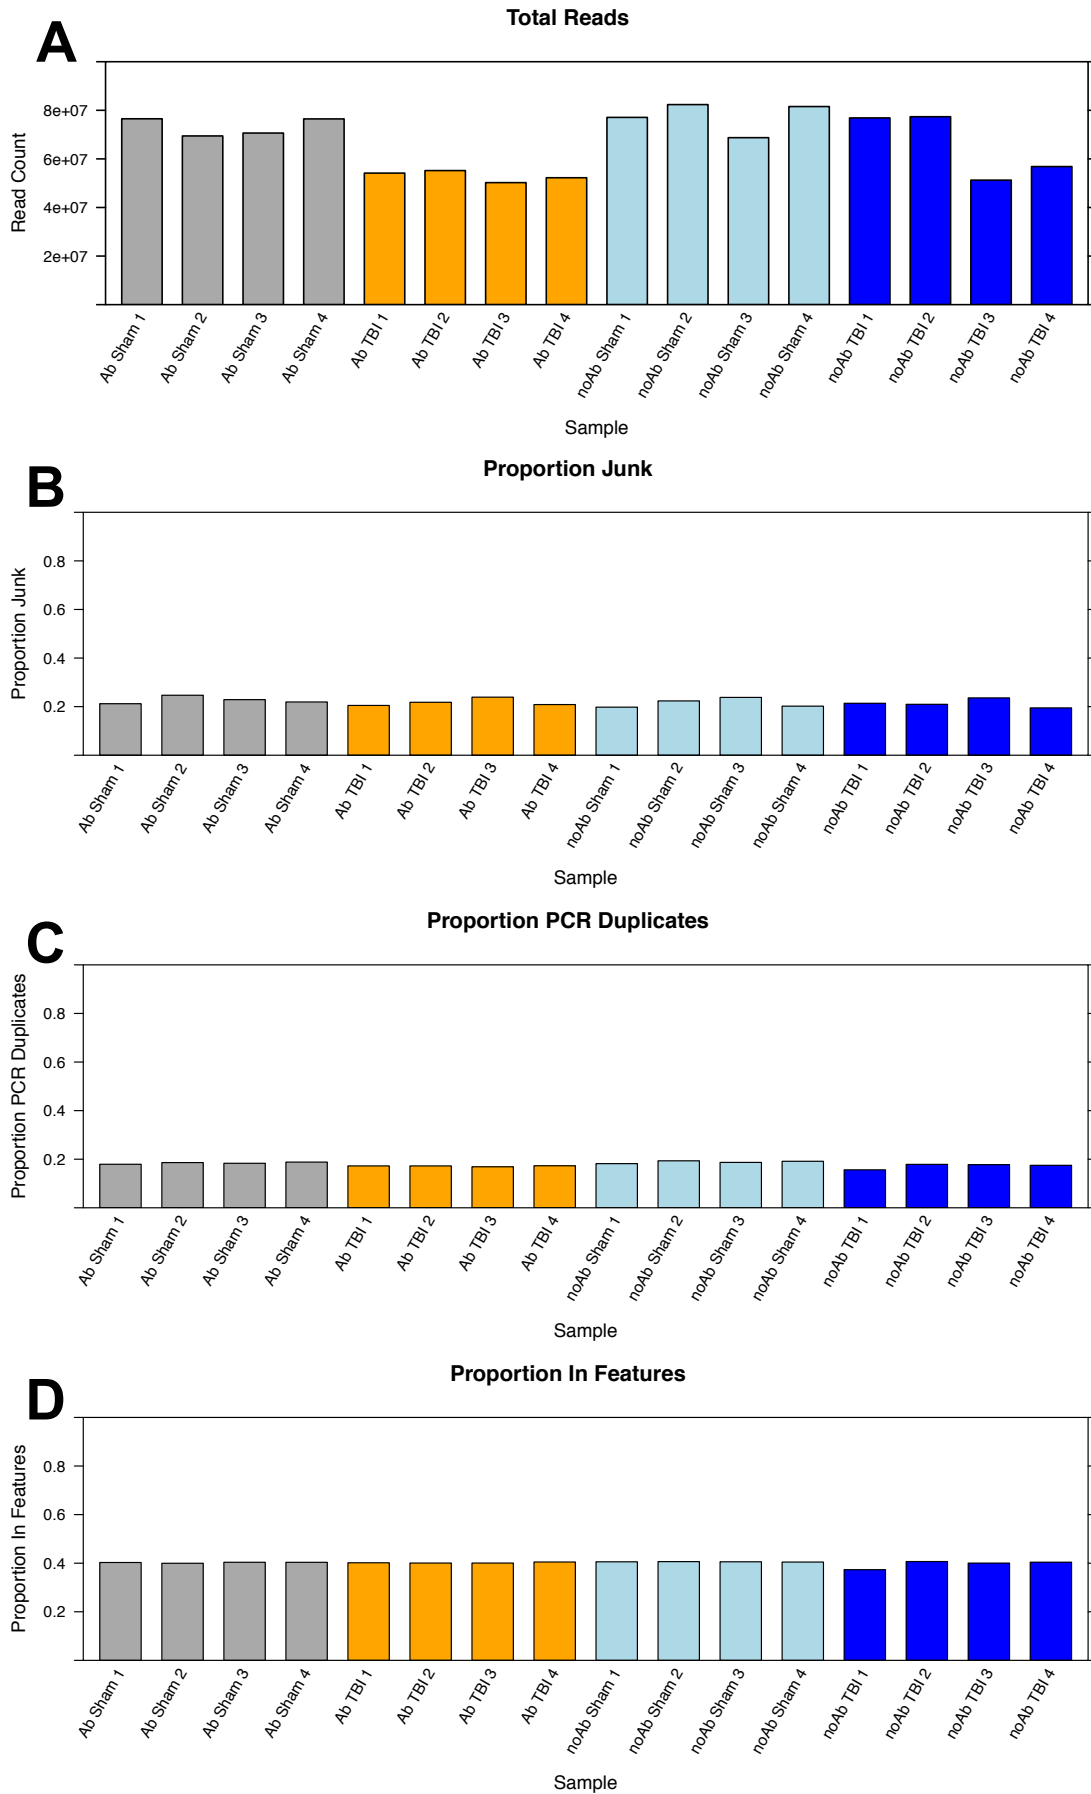 A
Total Reads
Read Count
8e+07
6e+07
4e+07
2e+07
Ab Sham 1
Ab Sham 2
Ab Sham 3
Ab Sham 4
Ab TBI 1
Ab TBI 2
Ab TBI 3
Ab TBI 4
noAb Sham 1
noAb Sham 2
noAb Sham 3
noAb Sham 4
noAb TBI 1
noAb TBI 2
noAb TBI 3
noAb TBI 4
Sample
B
Proportion Junk
Proportion Junk
0.8
0.6
0.4
0.2
Ab Sham 1
Ab Sham 2
Ab Sham 3
Ab Sham 4
Ab TBI 1
Ab TBI 2
Ab TBI 3
Ab TBI 4
noAb Sham 1
noAb Sham 2
noAb Sham 3
noAb Sham 4
noAb TBI 1
noAb TBI 2
noAb TBI 3
noAb TBI 4
Sample
C
Proportion PCR Duplicates
Proportion PCR Duplicates
0.8
0.6
0.4
0.2
Ab Sham 1
Ab Sham 2
Ab Sham 3
Ab Sham 4
Ab TBI 1
Ab TBI 2
Ab TBI 3
Ab TBI 4
noAb Sham 1
noAb Sham 2
noAb Sham 3
noAb Sham 4
noAb TBI 1
noAb TBI 2
noAb TBI 3
noAb TBI 4
Sample
D
Proportion In Features
Proportion In Features
0.8
0.6
0.4
0.2
Ab Sham 1
Ab Sham 2
Ab Sham 3
Ab Sham 4
Ab TBI 1
Ab TBI 2
Ab TBI 3
Ab TBI 4
noAb Sham 1
noAb Sham 2
noAb Sham 3
noAb Sham 4
noAb TBI 1
noAb TBI 2
noAb TBI 3
noAb TBI 4
Sample